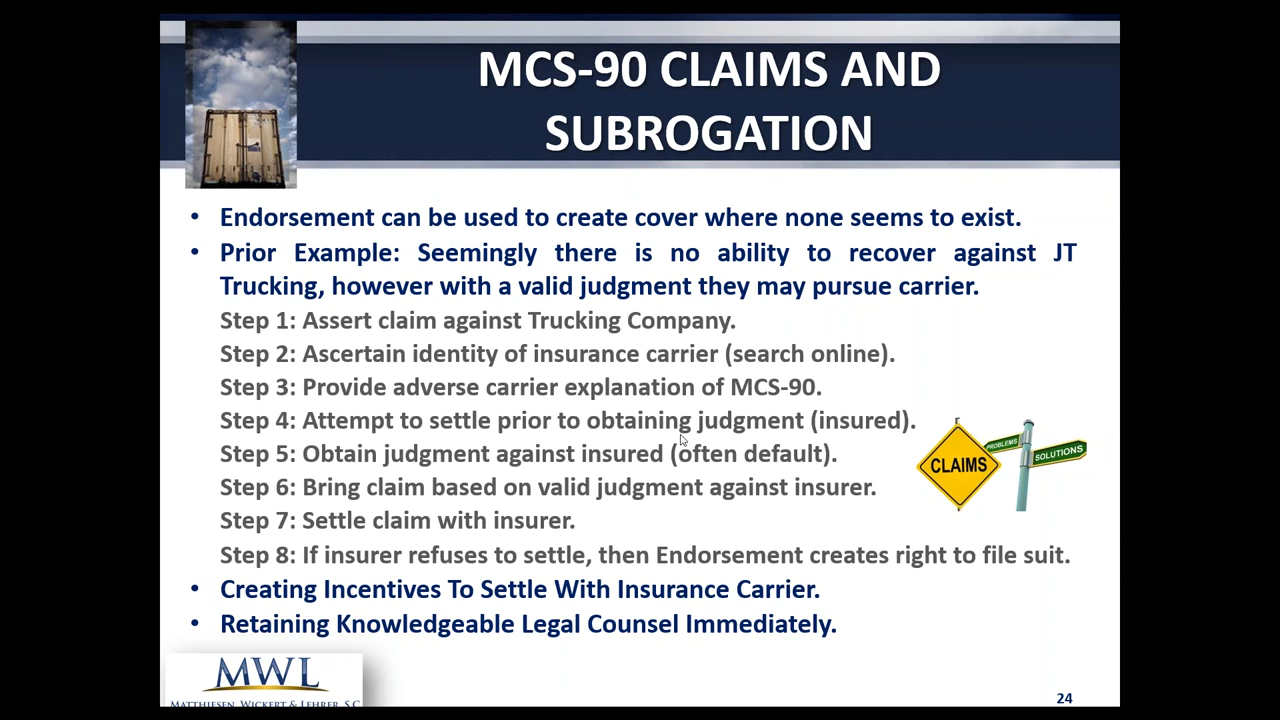 MCS-90 CLAIMS AND
SUBROGATION
• Endorsement can be used to create cover where none seems to exist.
• Prior Example: Seemingly there is no ability to recover against JT
Trucking, however with a valid judgment they may pursue carrier.
Step 1: Assert claim against Trucking Company.
Step 2: Ascertain identity of insurance carrier (search online).
Step 3: Provide adverse carrier explanation of MCS-90.
Step 4: Attempt to settle prior to obtaining judgment (insured).
Step 5: Obtain judgment against insured (often default).
Step 6: Bring claim based on valid judgment against insurer.
Step 7: Settle claim with insurer.
Step 8: If insurer refuses to settle, then Endorsement creates right to file suit.
• Creating Incentives To Settle With Insurance Carrier.
• Retaining Knowledgeable Legal Counsel Immediately.
CLAIMS
PROBLEMS
SOLUTIONS
MWL
MATTHIESEN, WICKERT & LEHRER, S.C.
24